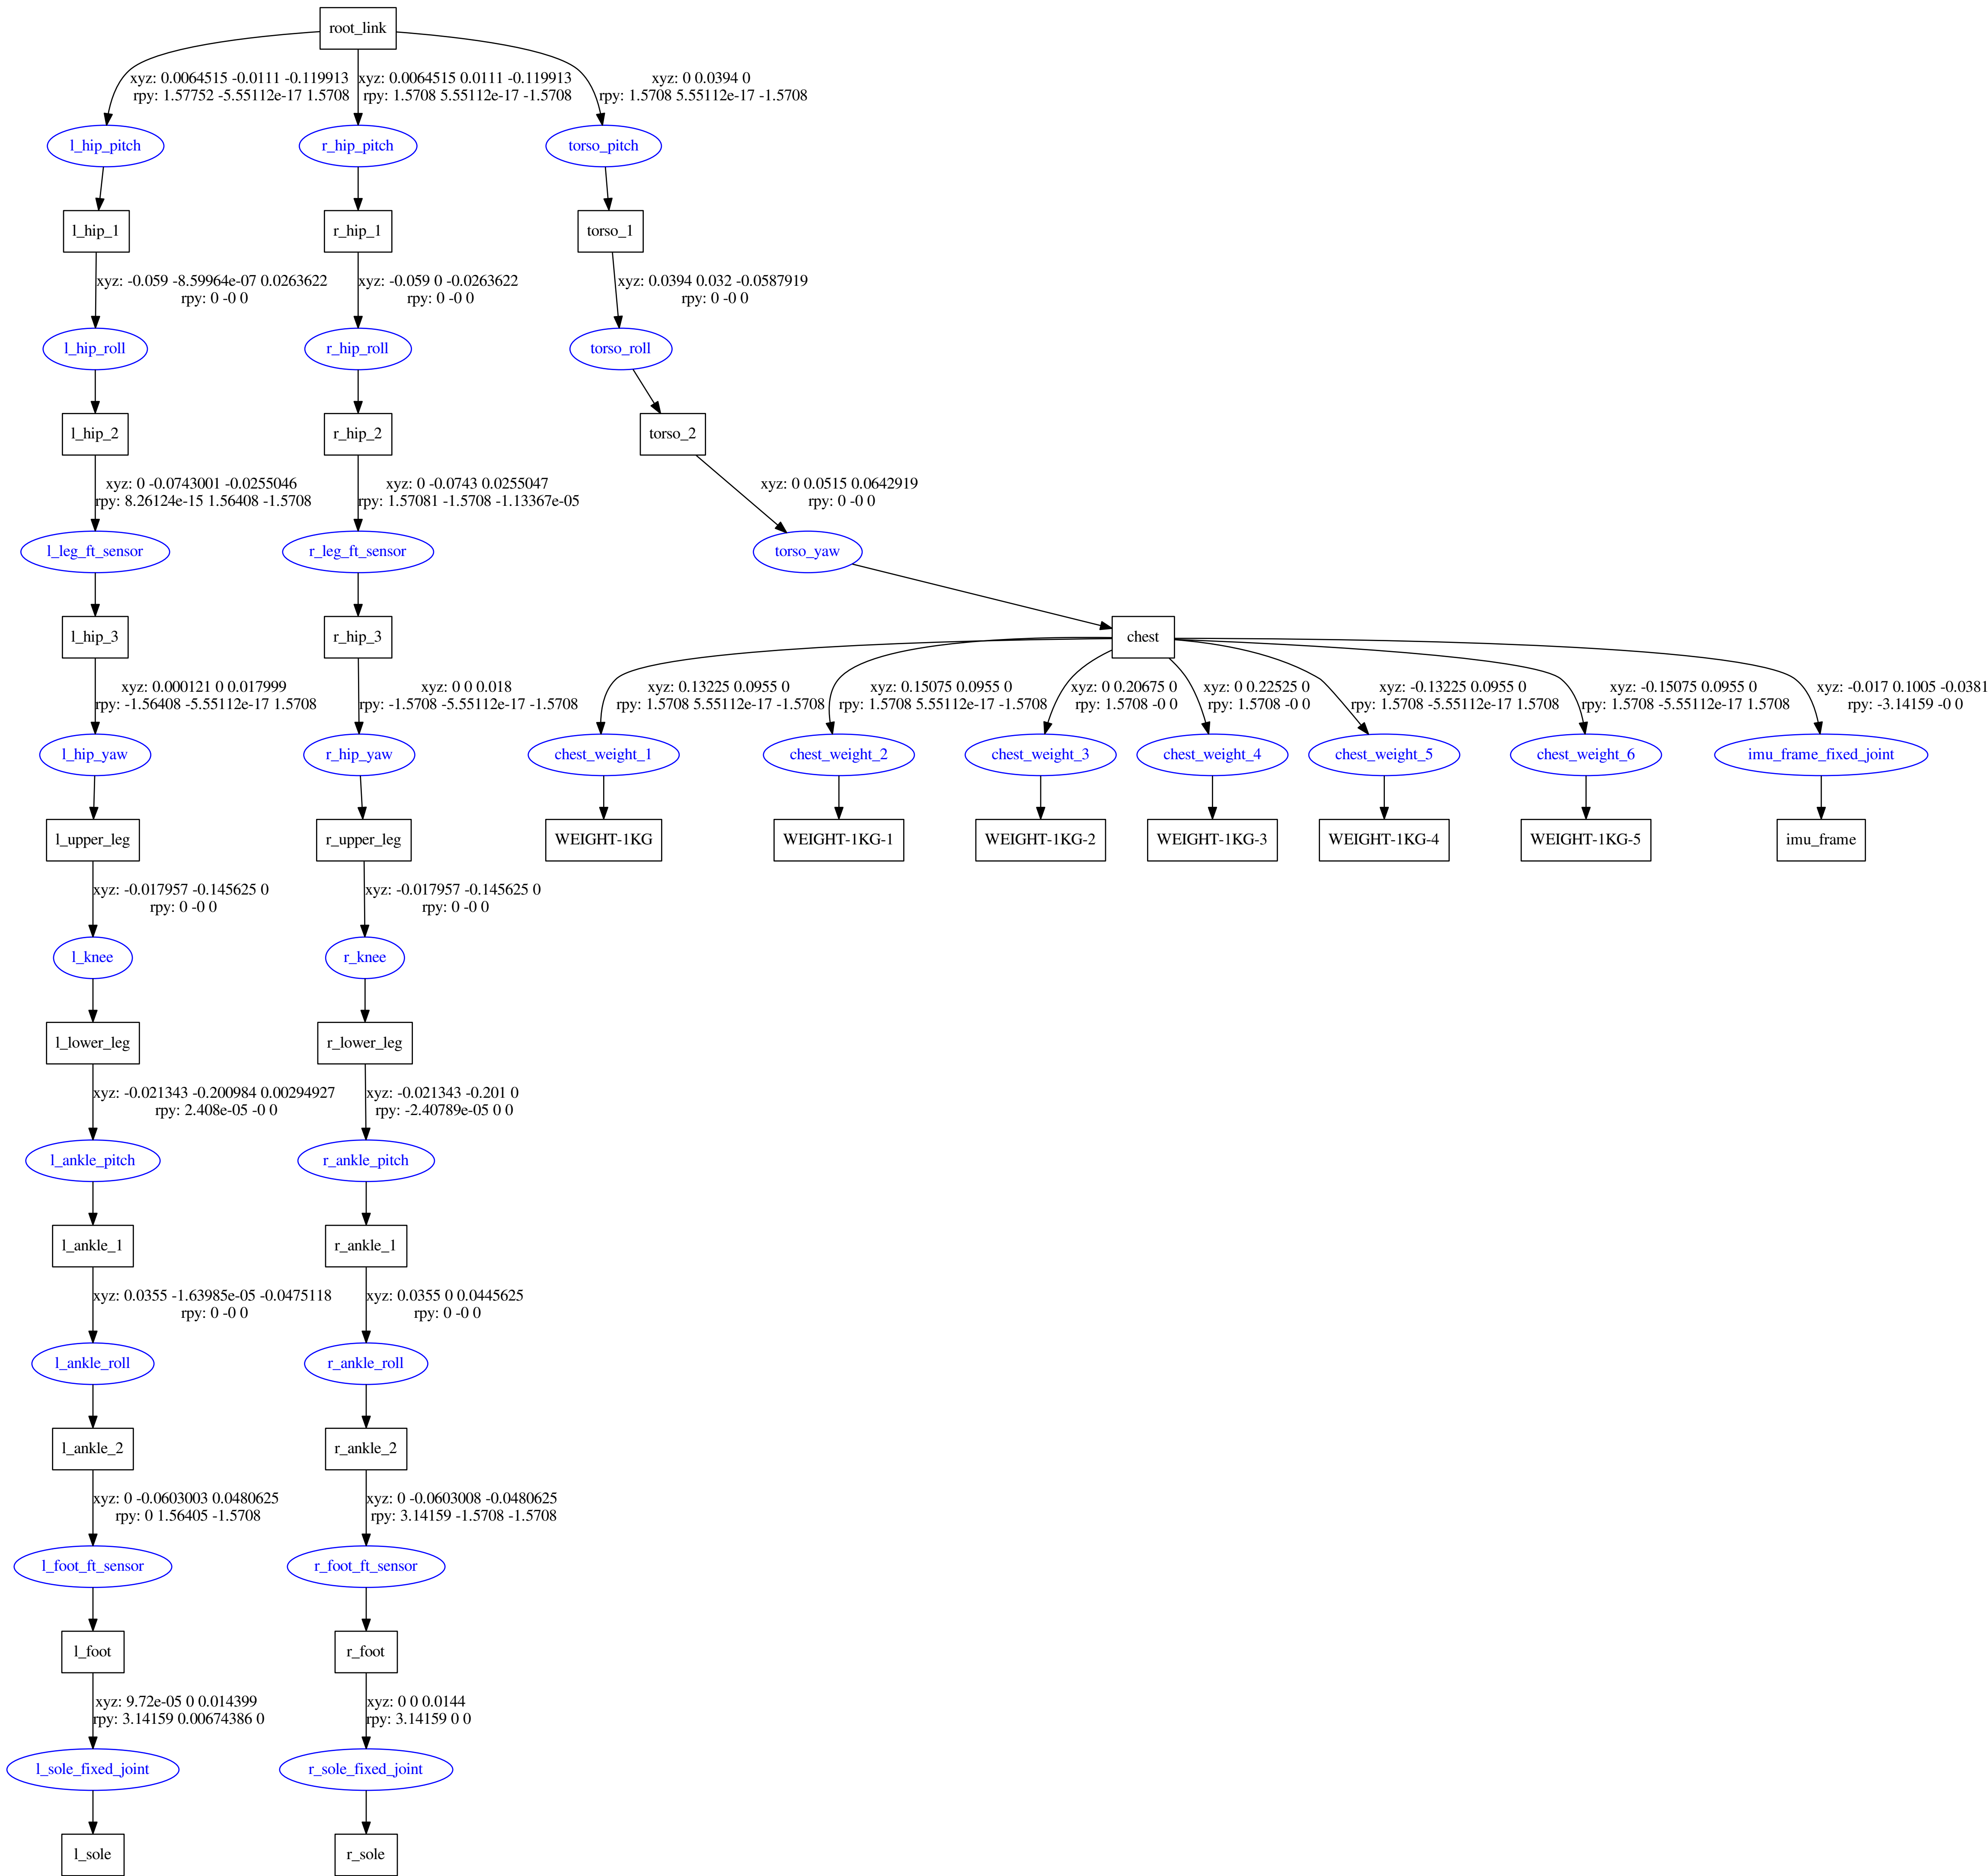 root_link
xyz: 0.0064515 -0.0111 -0.119913
rpy: 1.57752 -5.55112e-17 1.5708
xyz: 0.0064515 0.0111 -0.119913
rpy: 1.5708 5.55112e-17 -1.5708
xyz: 0 0.0394 0
rpy: 1.5708 5.55112e-17 -1.5708
l_hip_pitch
r_hip_pitch
torso_pitch
l_hip_1
r_hip_1
torso_1
xyz: -0.059 -8.59964e-07 0.0263622
rpy: 0 -0 0
xyz: -0.059 0 -0.0263622
rpy: 0 -0 0
xyz: 0.0394 0.032 -0.0587919
rpy: 0 -0 0
l_hip_roll
r_hip_roll
torso_roll
l_hip_2
r_hip_2
torso_2
xyz: 0 -0.0743001 -0.0255046
rpy: 8.26124e-15 1.56408 -1.5708
xyz: 0 -0.0743 0.0255047
rpy: 1.57081 -1.5708 -1.13367e-05
xyz: 0 0.0515 0.0642919
rpy: 0 -0 0
l_leg_ft_sensor
r_leg_ft_sensor
torso_yaw
l_hip_3
r_hip_3
chest
xyz: 0.000121 0 0.017999
rpy: -1.56408 -5.55112e-17 1.5708
xyz: 0 0 0.018
rpy: -1.5708 -5.55112e-17 -1.5708
xyz: 0.13225 0.0955 0
rpy: 1.5708 5.55112e-17 -1.5708
xyz: 0.15075 0.0955 0
rpy: 1.5708 5.55112e-17 -1.5708
xyz: 0 0.20675 0
rpy: 1.5708 -0 0
xyz: 0 0.22525 0
rpy: 1.5708 -0 0
xyz: -0.13225 0.0955 0
rpy: 1.5708 -5.55112e-17 1.5708
xyz: -0.15075 0.0955 0
rpy: 1.5708 -5.55112e-17 1.5708
xyz: -0.017 0.1005 -0.0381
rpy: -3.14159 -0 0
l_hip_yaw
r_hip_yaw
chest_weight_1
chest_weight_2
chest_weight_3
chest_weight_4
chest_weight_5
chest_weight_6
imu_frame_fixed_joint
l_upper_leg
r_upper_leg
WEIGHT-1KG
WEIGHT-1KG-1
WEIGHT-1KG-2
WEIGHT-1KG-3
WEIGHT-1KG-4
WEIGHT-1KG-5
imu_frame
xyz: -0.017957 -0.145625 0
rpy: 0 -0 0
xyz: -0.017957 -0.145625 0
rpy: 0 -0 0
l_knee
r_knee
l_lower_leg
r_lower_leg
xyz: -0.021343 -0.200984 0.00294927
rpy: 2.408e-05 -0 0
xyz: -0.021343 -0.201 0
rpy: -2.40789e-05 0 0
l_ankle_pitch
r_ankle_pitch
l_ankle_1
r_ankle_1
xyz: 0.0355 -1.63985e-05 -0.0475118
rpy: 0 -0 0
xyz: 0.0355 0 0.0445625
rpy: 0 -0 0
l_ankle_roll
r_ankle_roll
l_ankle_2
r_ankle_2
xyz: 0 -0.0603003 0.0480625
rpy: 0 1.56405 -1.5708
xyz: 0 -0.0603008 -0.0480625
rpy: 3.14159 -1.5708 -1.5708
l_foot_ft_sensor
r_foot_ft_sensor
l_foot
r_foot
xyz: 9.72e-05 0 0.014399
rpy: 3.14159 0.00674386 0
xyz: 0 0 0.0144
rpy: 3.14159 0 0
l_sole_fixed_joint
r_sole_fixed_joint
l_sole
r_sole